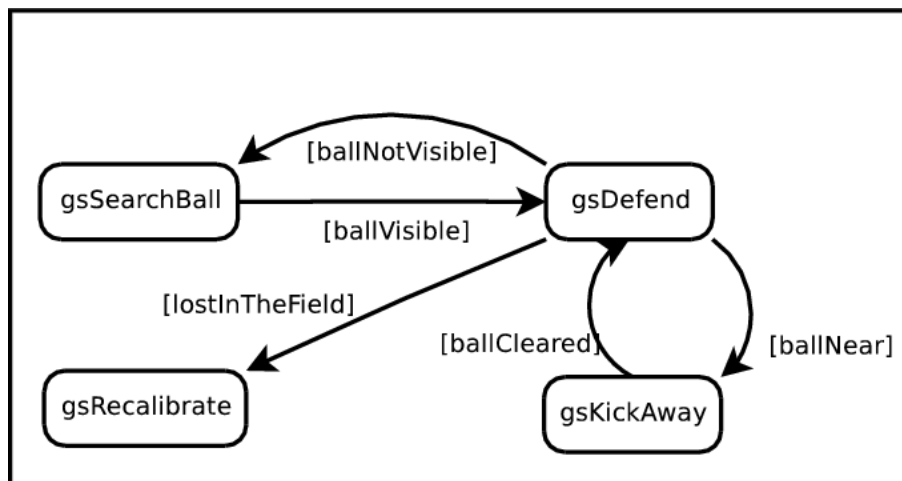 [ballNotVisible]
gsSearchBall
gsDefend
[ballVisible]
[lostInTheField]
[ballCleared]
[ballNear]
gsRecalibrate
gsKickAway